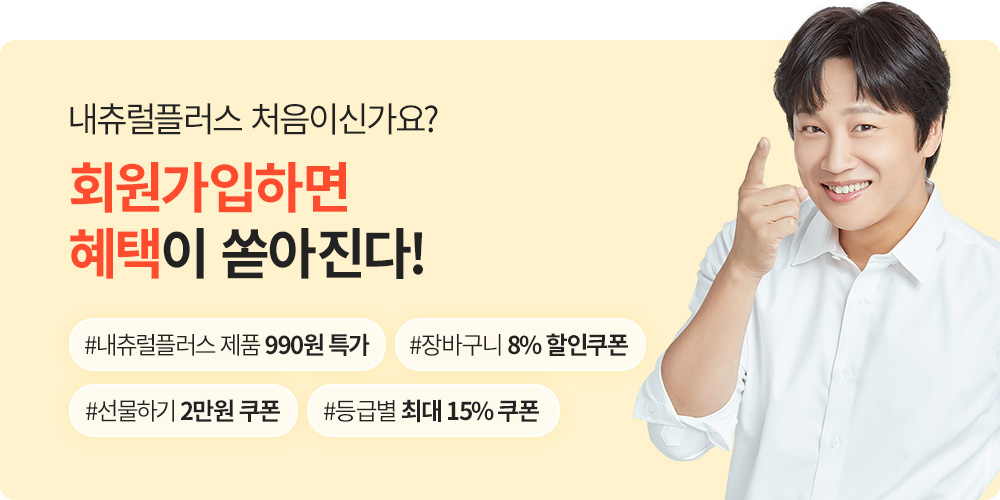 내츄럴플러스 처음이신가요?
회원가입하면
혜택이 쏟아진다!
#내츄럴플러스 제품 990원 특가
#장바구니 8% 할인쿠폰
#선물하기 2만원 쿠폰
#등급별 최대 15% 쿠폰